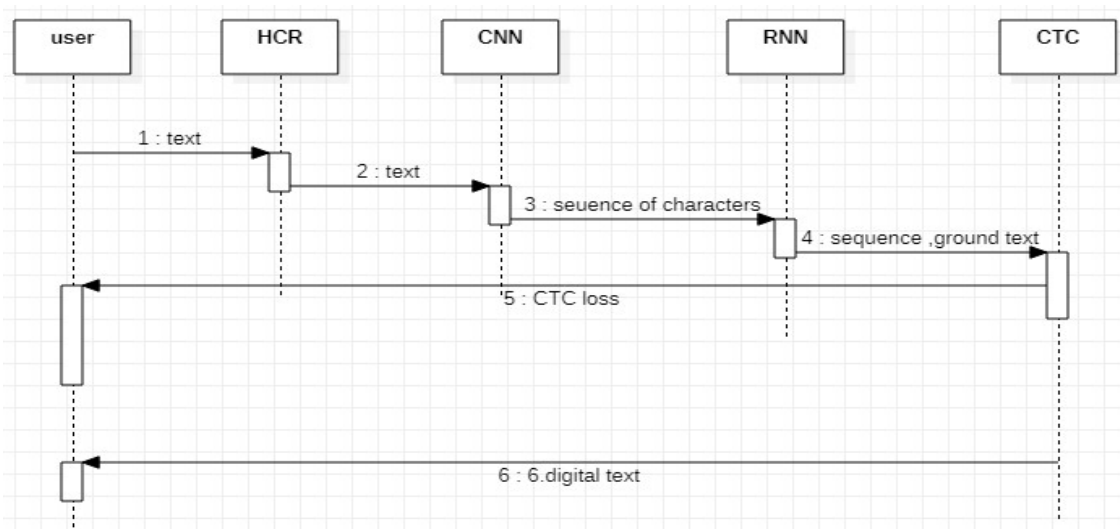 user HCR CNN RNN CTC
1 : text
2 : text
3 : seuence of characters
4 : sequence ,ground text
5 : CTC loss
6 : 6.digital text